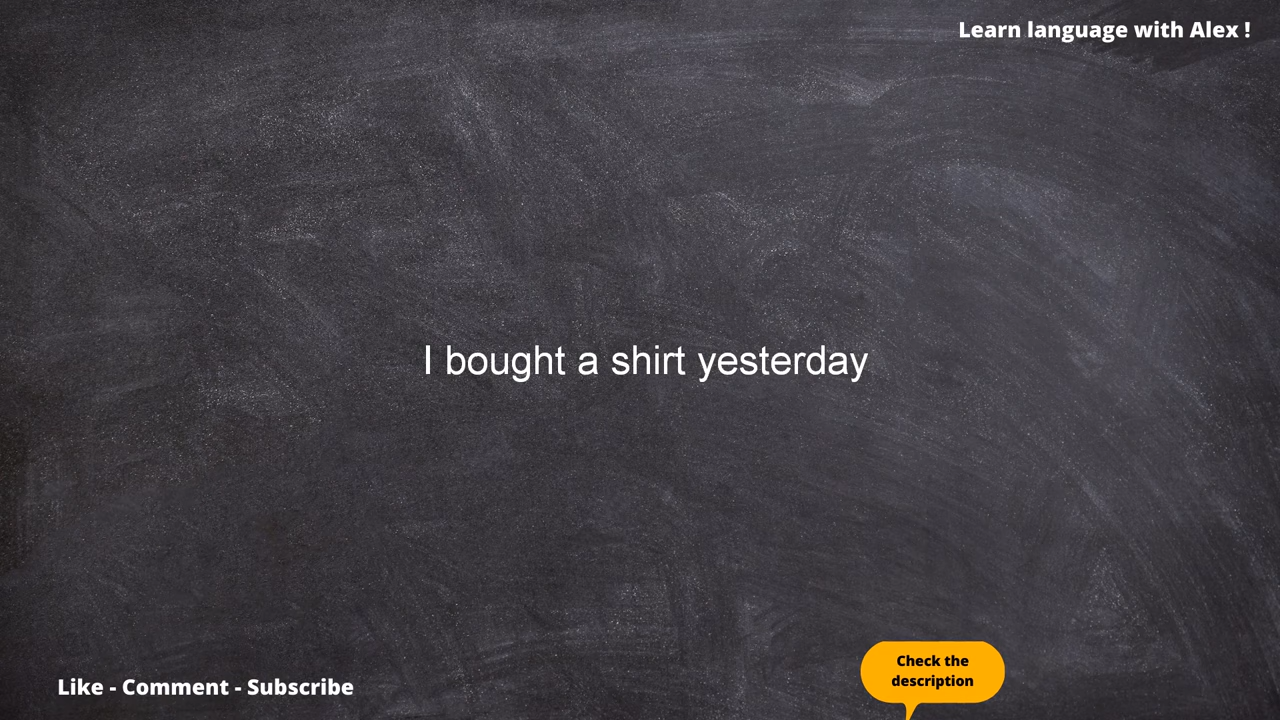 Learn language with Alex !
I bought a shirt yesterday
Check the
description
Like - Comment - Subscribe